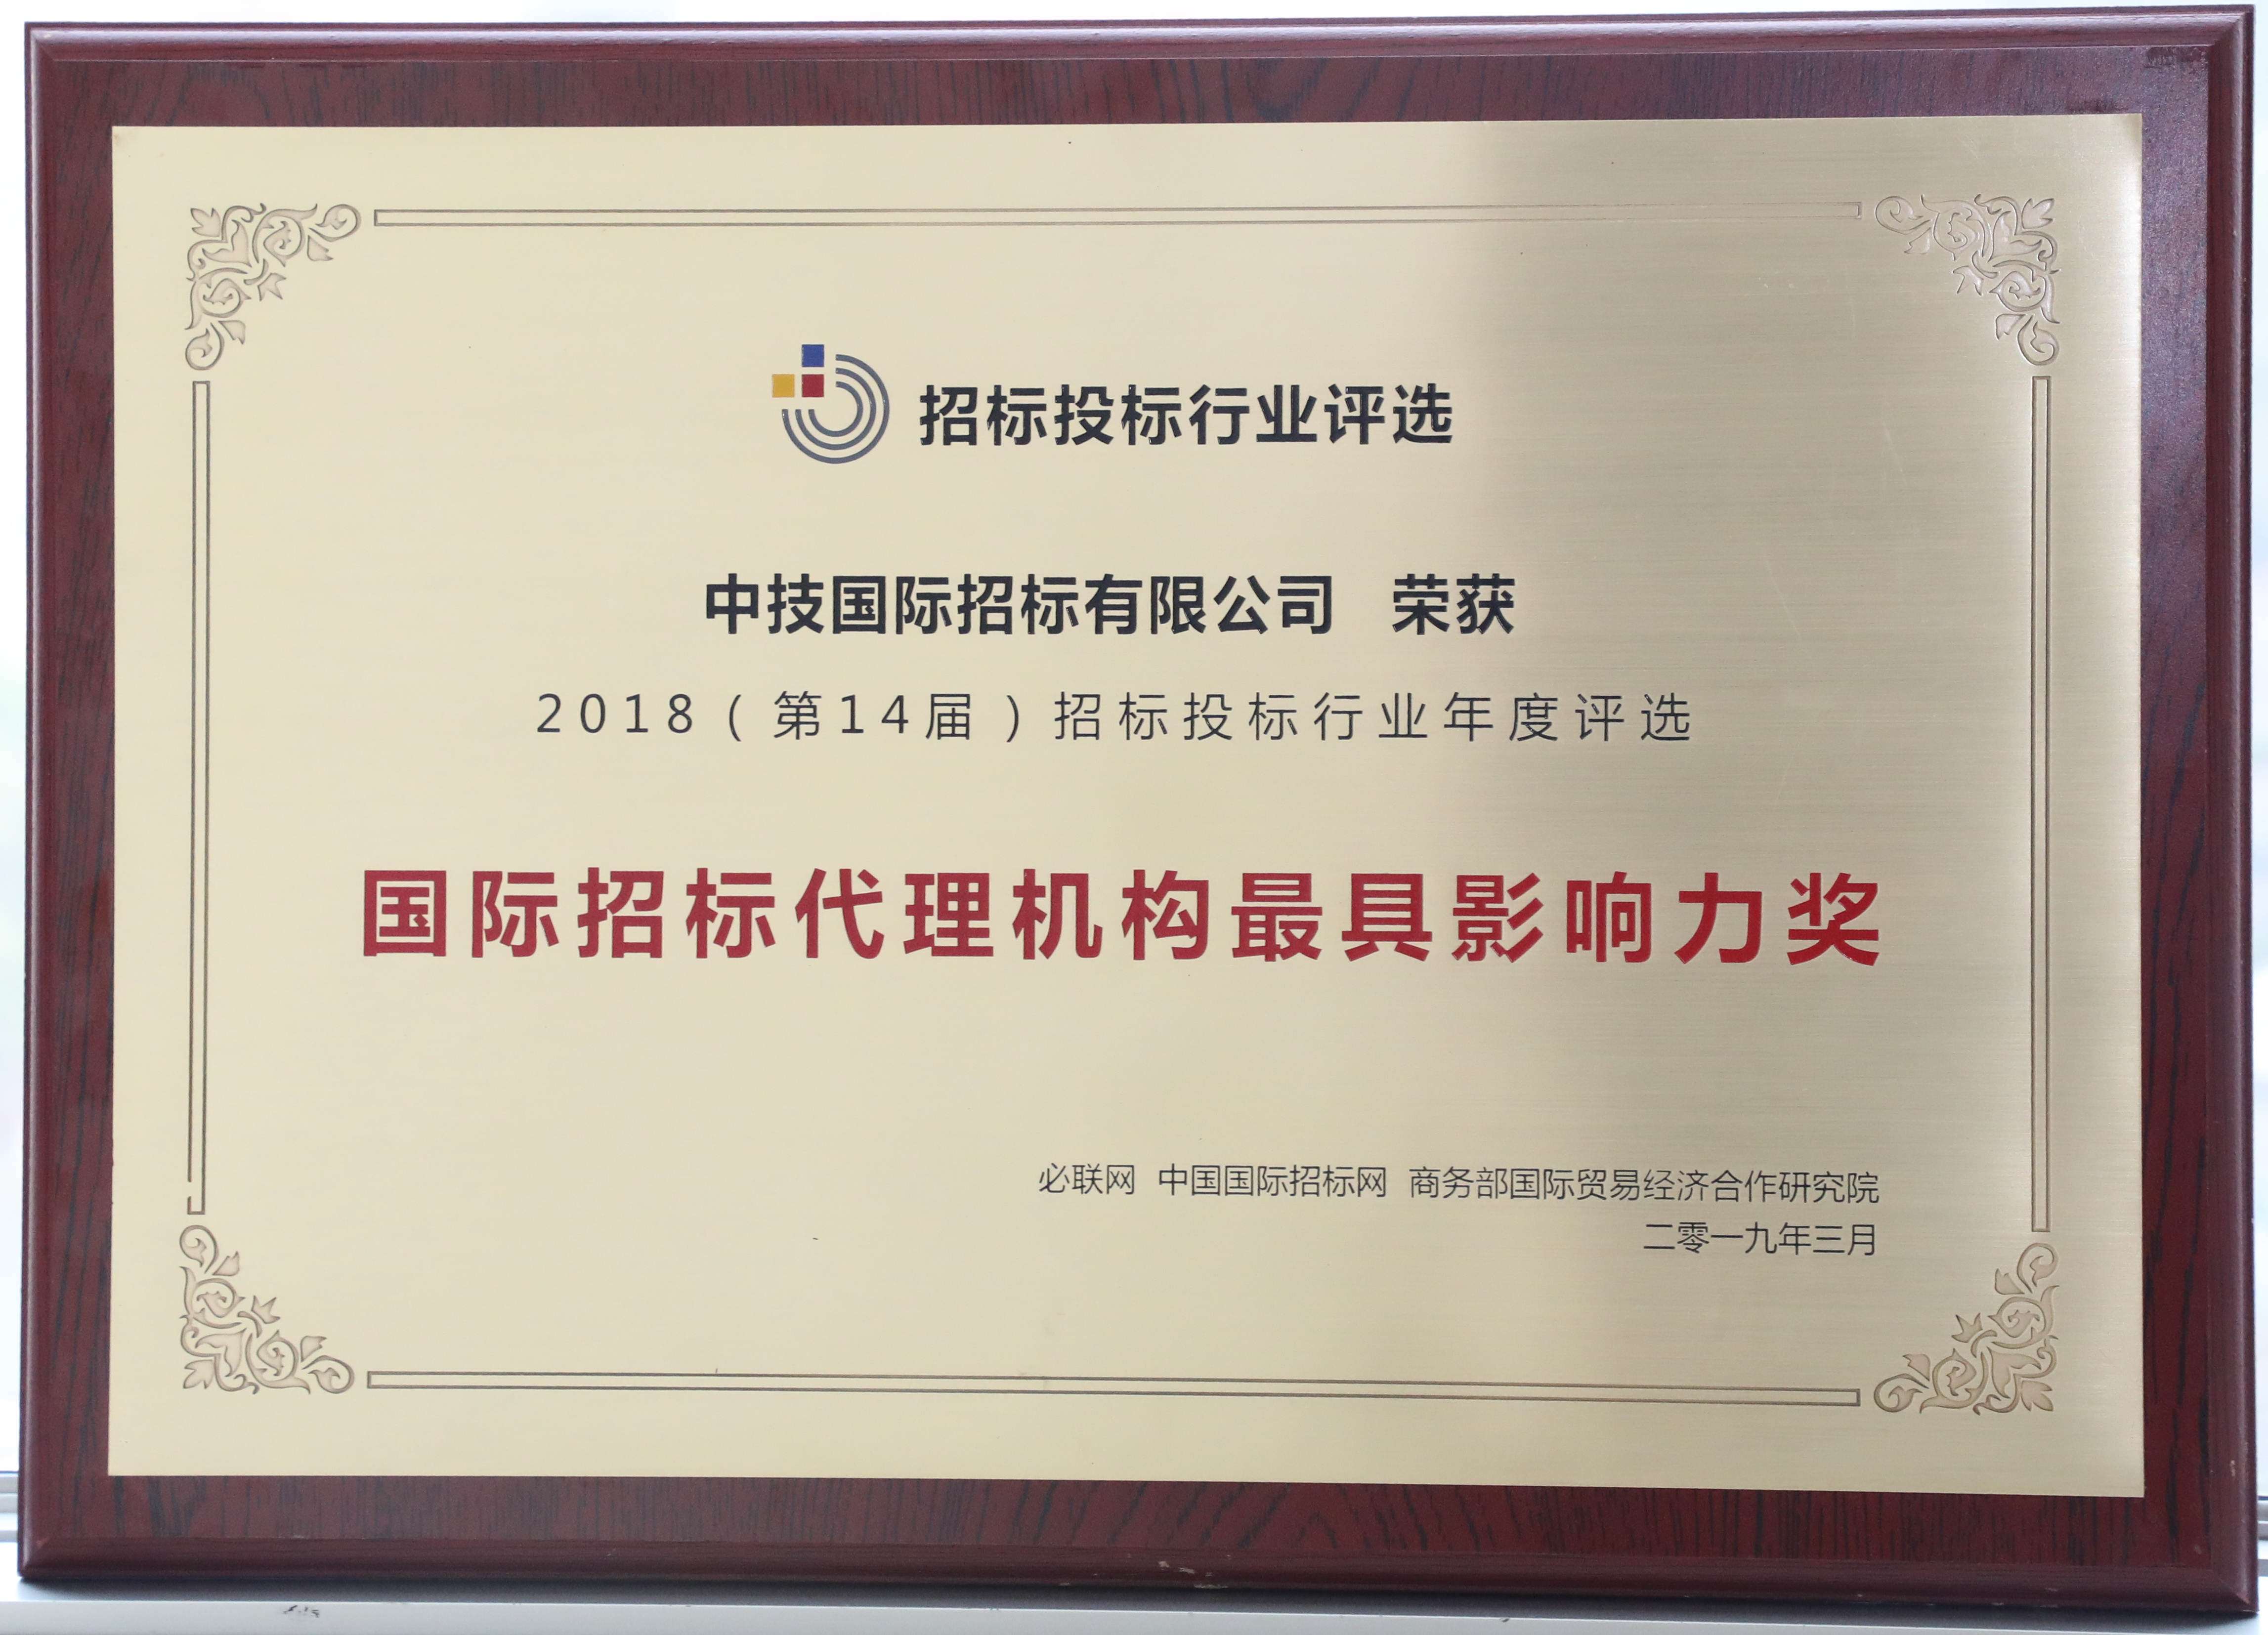 招标投标行业评选
中技国际招标有限公司 荣获
2018（第14届）招标投标行业年度评选
国际招标代理机构最具影响力奖
必联网 中国国际招标网 商务部国际贸易经济合作研究院
二零一九年三月